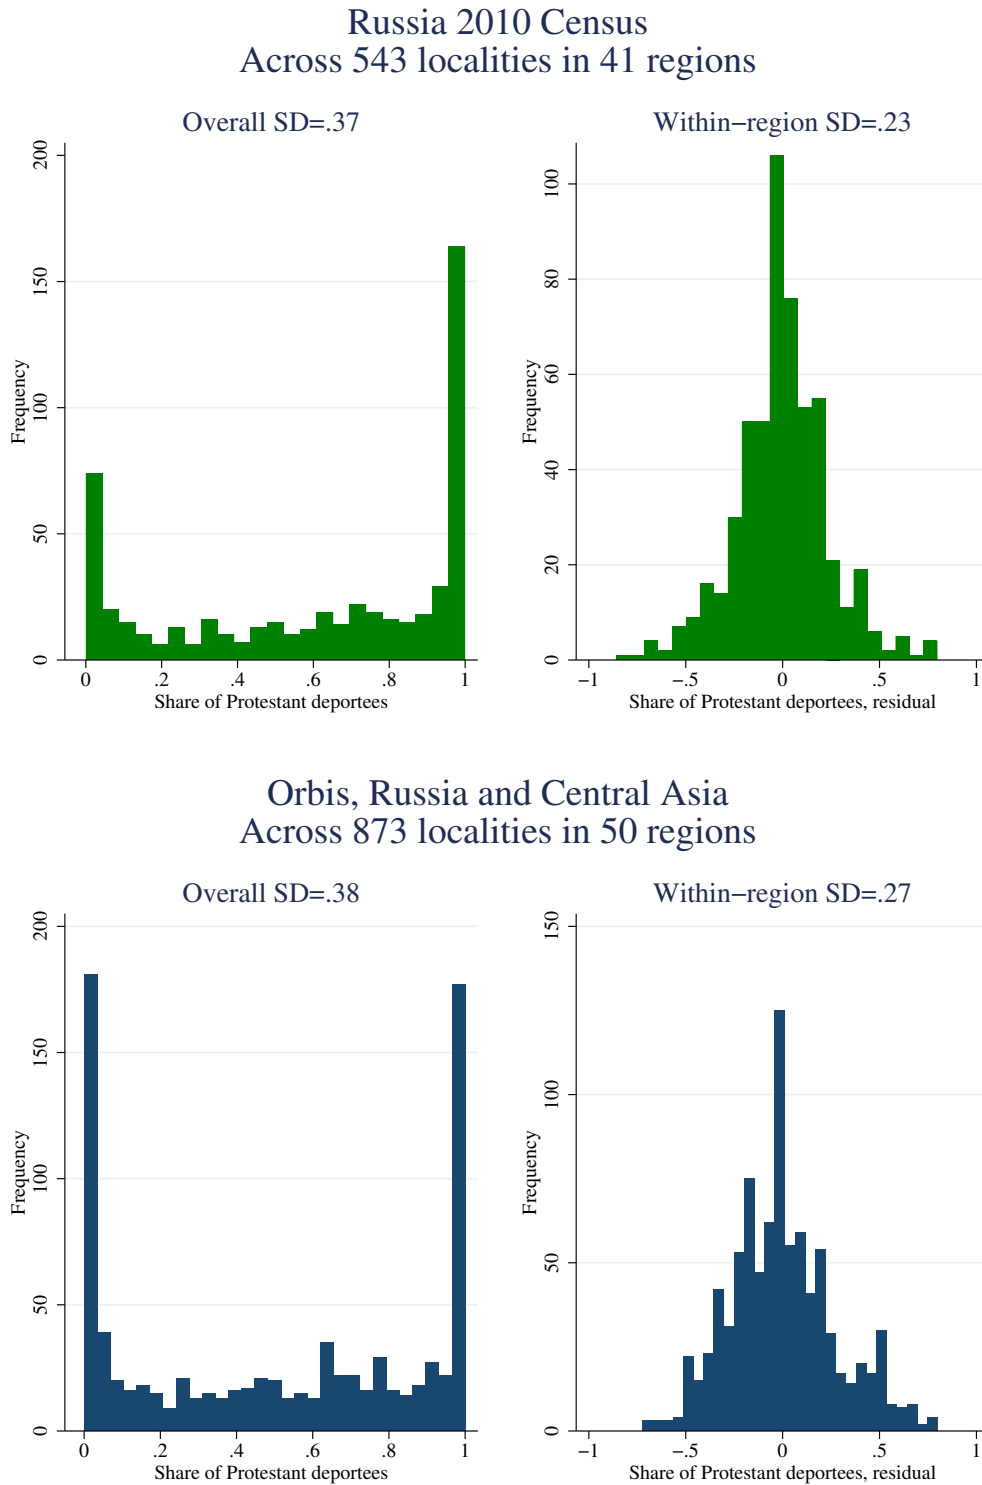 Russia 2010 Census
Across 543 localities in 41 regions
Overall SD=.37
Frequency
0
50
100
150
200
0 .2 .4 .6 .8 1
Share of Protestant deportees
Within−region SD=.23
Frequency
0
20
40
60
80
100
−1 −.5 0 .5 1
Share of Protestant deportees, residual
Orbis, Russia and Central Asia
Across 873 localities in 50 regions
Overall SD=.38
Frequency
0
50
100
150
200
0 .2 .4 .6 .8 1
Share of Protestant deportees
Within−region SD=.27
Frequency
0
50
100
150
−1 −.5 0 .5 1
Share of Protestant deportees, residual